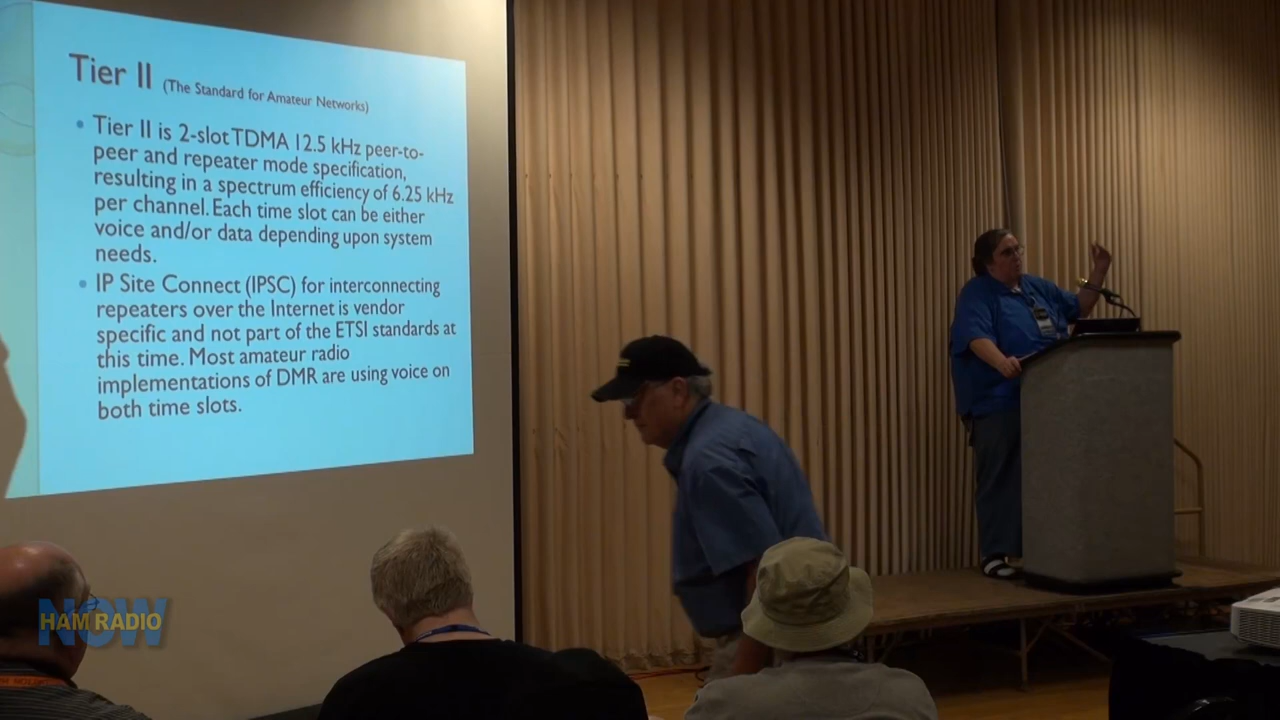 Tier II (The Standard for Amateur Networks)
• Tier II is 2-slot TDMA 12.5 kHz peer-to-
peer and repeater mode specification,
resulting in a spectrum efficiency of 6.25 kHz
per channel. Each time slot can be either
voice and/or data depending upon system
needs.
• IP Site Connect (IPSC) for interconnecting
repeaters over the Internet is vendor
specific and not part of the ETSI standards at
this time. Most amateur radio
implementations of DMR are using voice on
both time slots.
HAM RADIO
NOW